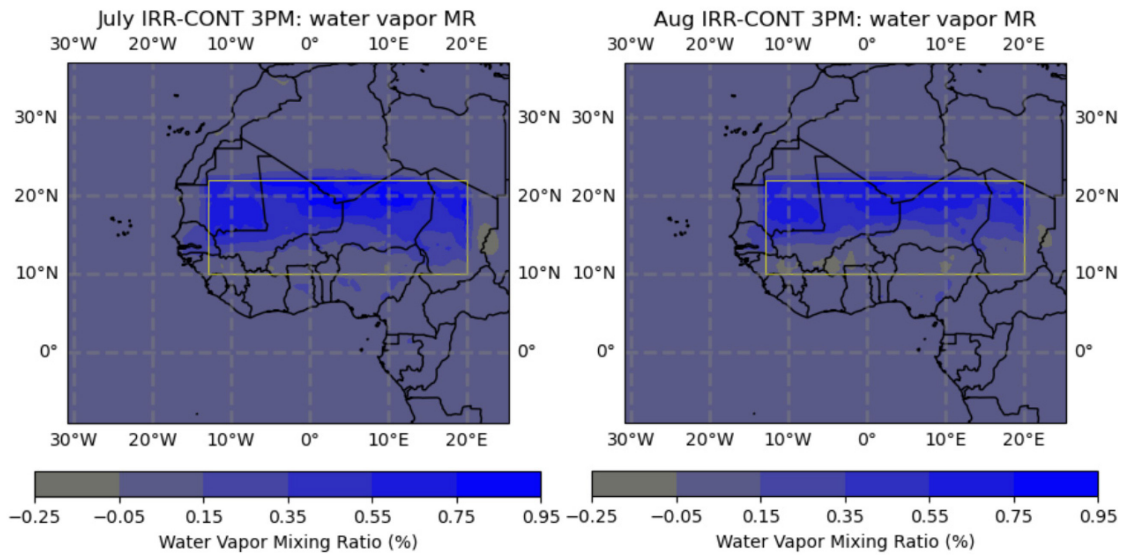 July IRR-CONT 3PM: water vapor MR
30°W 20°W 10°W 0° 10°E 20°E
30°N 30°N
20°N 20°N
10°N 10°N
0° 0°
30°W 20°W 10°W 0° 10°E 20°E
−0.25 −0.05 0.15 0.35 0.55 0.75 0.95
Water Vapor Mixing Ratio (%)
Aug IRR-CONT 3PM: water vapor MR
30°W 20°W 10°W 0° 10°E 20°E
30°N 30°N
20°N 20°N
10°N 10°N
0° 0°
30°W 20°W 10°W 0° 10°E 20°E
−0.25 −0.05 0.15 0.35 0.55 0.75 0.95
Water Vapor Mixing Ratio (%)